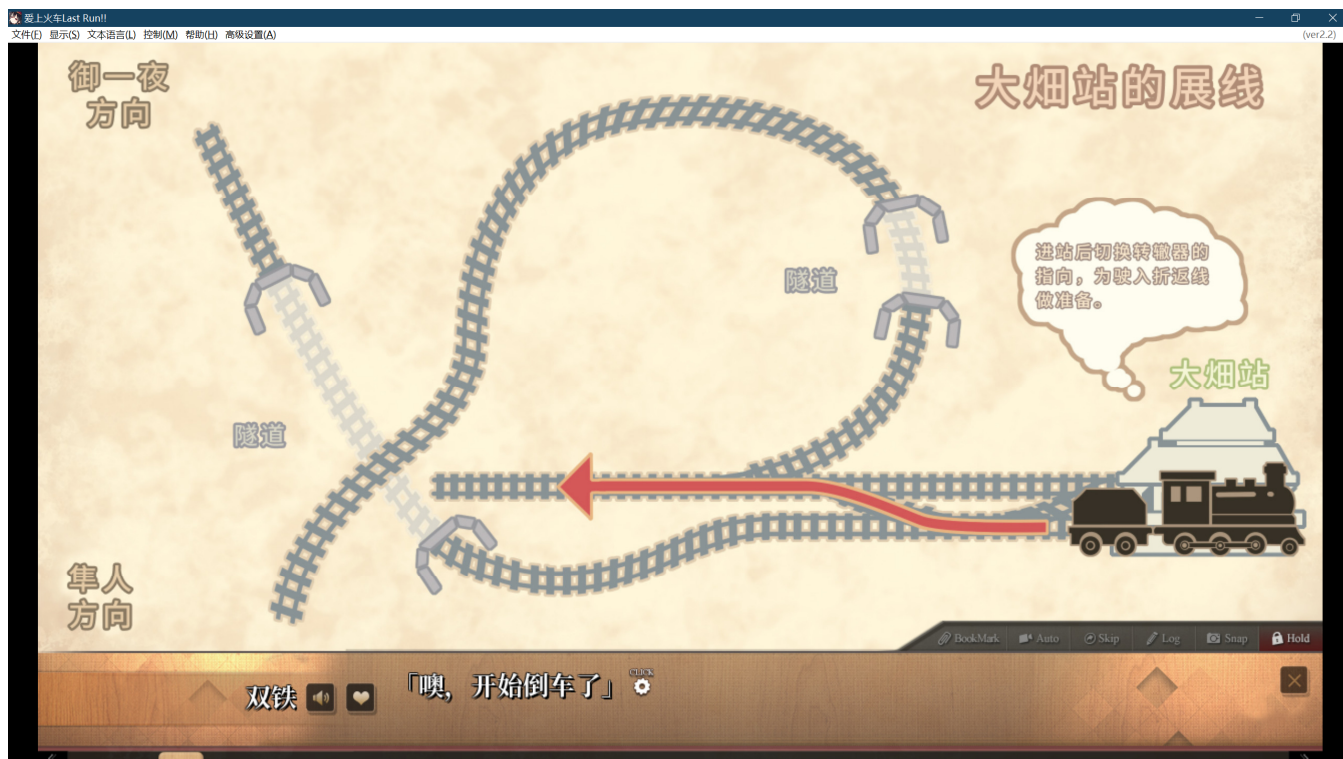 爱上火车Last Run!!
文件(F) 显示(S) 文本语言(L) 控制(M) 帮助(H) 高级设置(A)
(ver2.2)
御一夜
方向
大畑站的展线
进站后切换转辙器的
指向，为驶入折返线
做准备。
隧道
大畑站
隧道
隼人
方向
BookMark Auto Skip Log Snap Hold
双铁
「噢，开始倒车了」
CLICK